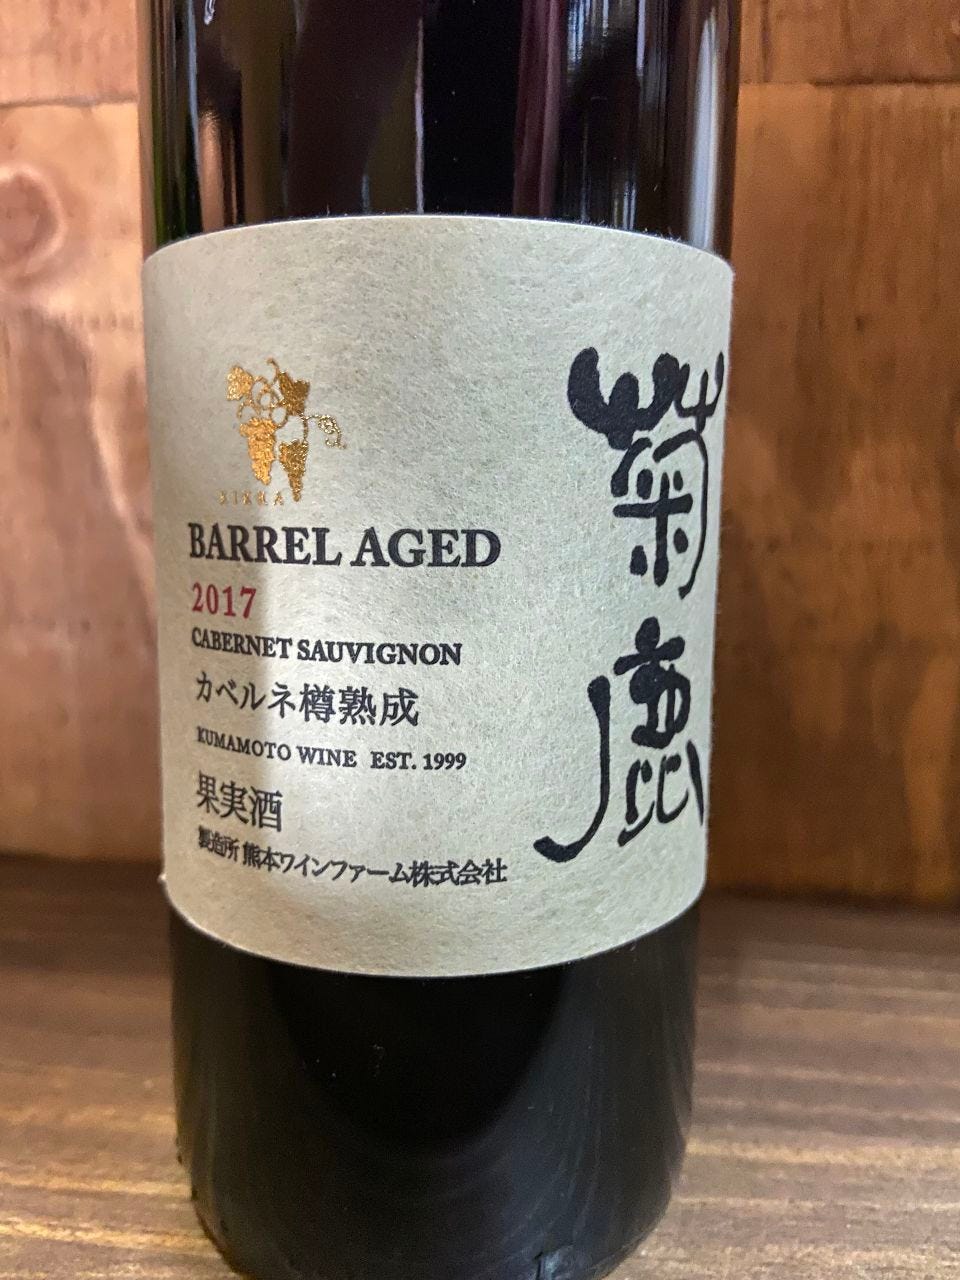 KIKKA
BARREL AGED
2017
CABERNET SAUVIGNON
カベルネ樽熟成
KUMAMOTO WINE EST. 1999
果実酒
製造所 熊本ワインファーム株式会社
菊鹿